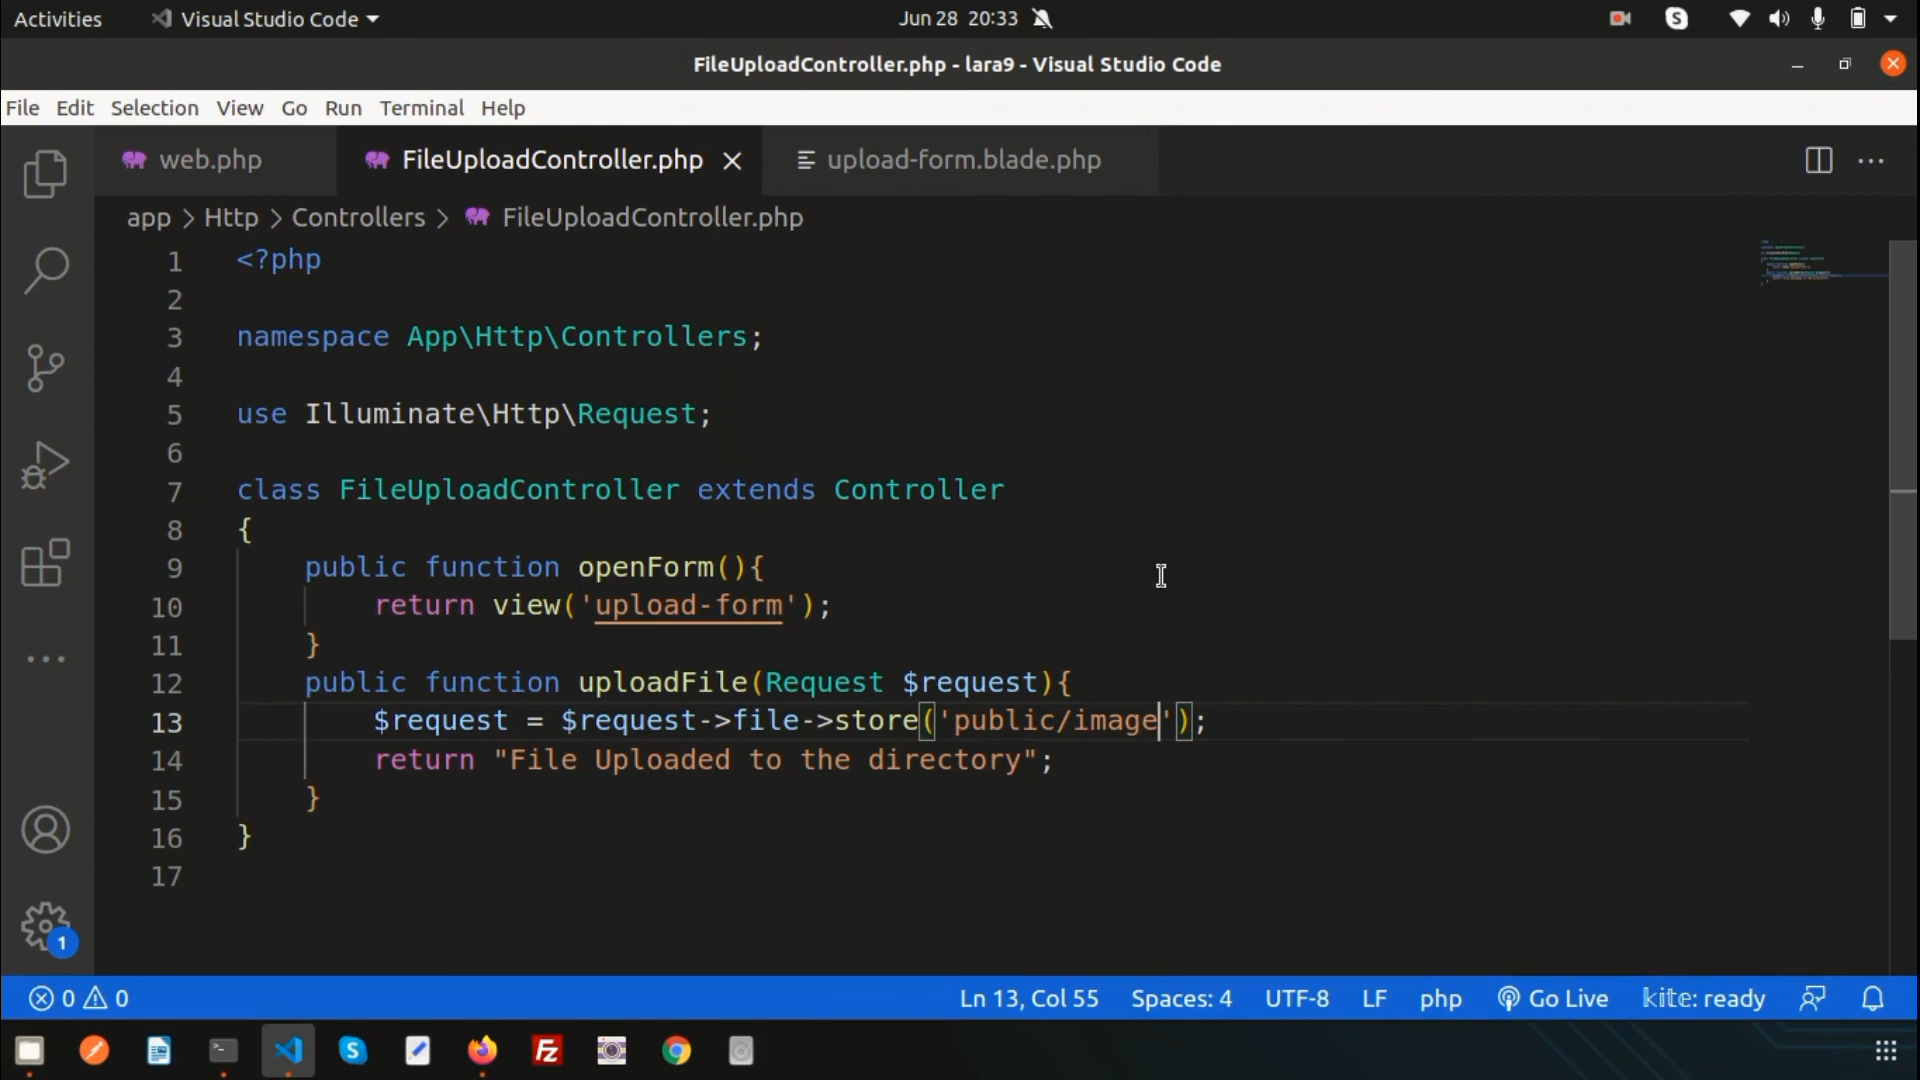 Activities Visual Studio Code Jun 28 20:33
FileUploadController.php - lara9 - Visual Studio Code
File Edit Selection View Go Run Terminal Help
web.php FileUploadController.php upload-form.blade.php
app > Http > Controllers > FileUploadController.php
1 <?php
2
3 namespace App\Http\Controllers;
4
5 use Illuminate\Http\Request;
6
7 class FileUploadController extends Controller
8 {
9 public function openForm(){
10 return view('upload-form');
11 }
12 public function uploadFile(Request $request){
13 $request = $request->file->store('public/image');
14 return "File Uploaded to the directory";
15 }
16 }
17
1
0 0 Ln 13, Col 55 Spaces: 4 UTF-8 LF php Go Live kite: ready